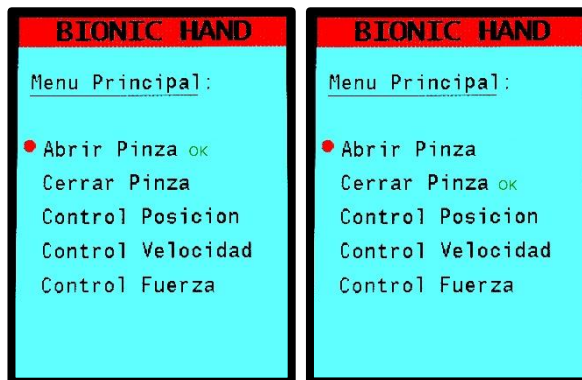 BIONIC HAND
Menu Principal:
Abrir Pinza OK
Cerrar Pinza
Control Posicion
Control Velocidad
Control Fuerza
BIONIC HAND
Menu Principal:
Abrir Pinza
Cerrar Pinza OK
Control Posicion
Control Velocidad
Control Fuerza